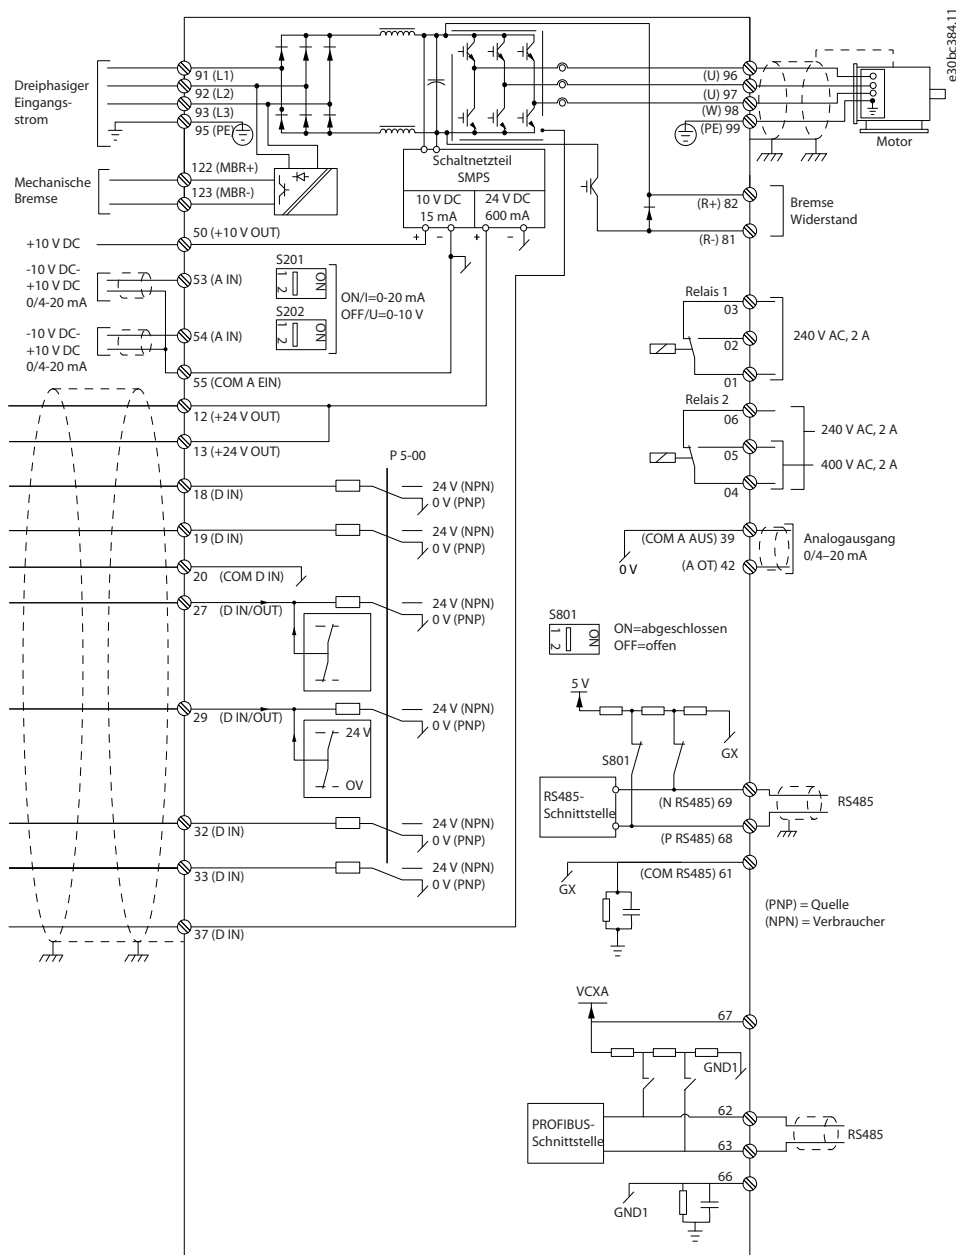 e30bc384.11
Dreiphasiger
Eingangs-
strom
91 (L1)
92 (L2)
93 (L3)
95 (PE)
(U) 96
(U) 97
(W) 98
(PE) 99
Motor
Mechanische
Bremse
122 (MBR+)
123 (MBR-)
Schaltnetzteil
SMPS
10 V DC
15 mA
24 V DC
600 mA
+
-
+
-
(R+) 82
(R-) 81
Bremse
Widerstand
+10 V DC
50 (+10 V OUT)
-10 V DC-
+10 V DC
0/4-20 mA
53 (A IN)
S201
1
2
ON
ON/I=0-20 mA
OFF/U=0-10 V
S202
1
2
ON
-10 V DC-
+10 V DC
0/4-20 mA
54 (A IN)
55 (COM A EIN)
12 (+24 V OUT)
13 (+24 V OUT)
Relais 1
03
02
01
240 V AC, 2 A
Relais 2
06
05
04
240 V AC, 2 A
400 V AC, 2 A
P 5-00
18 (D IN)
24 V (NPN)
0 V (PNP)
19 (D IN)
24 V (NPN)
0 V (PNP)
20 (COM D IN)
27 (D IN/OUT)
24 V (NPN)
0 V (PNP)
29 (D IN/OUT)
24 V (NPN)
0 V (PNP)
24 V
OV
32 (D IN)
24 V (NPN)
0 V (PNP)
33 (D IN)
24 V (NPN)
0 V (PNP)
37 (D IN)
(COM A AUS) 39
0 V
(A OT) 42
Analogausgang
0/4–20 mA
S801
1
2
ON
ON=abgeschlossen
OFF=offen
5 V
GX
S801
RS485-
Schnittstelle
(N RS485) 69
(P RS485) 68
RS485
(COM RS485) 61
GX
(PNP) = Quelle
(NPN) = Verbraucher
VCXA
67
GND1
PROFIBUS-
Schnittstelle
62
63
RS485
66
GND1